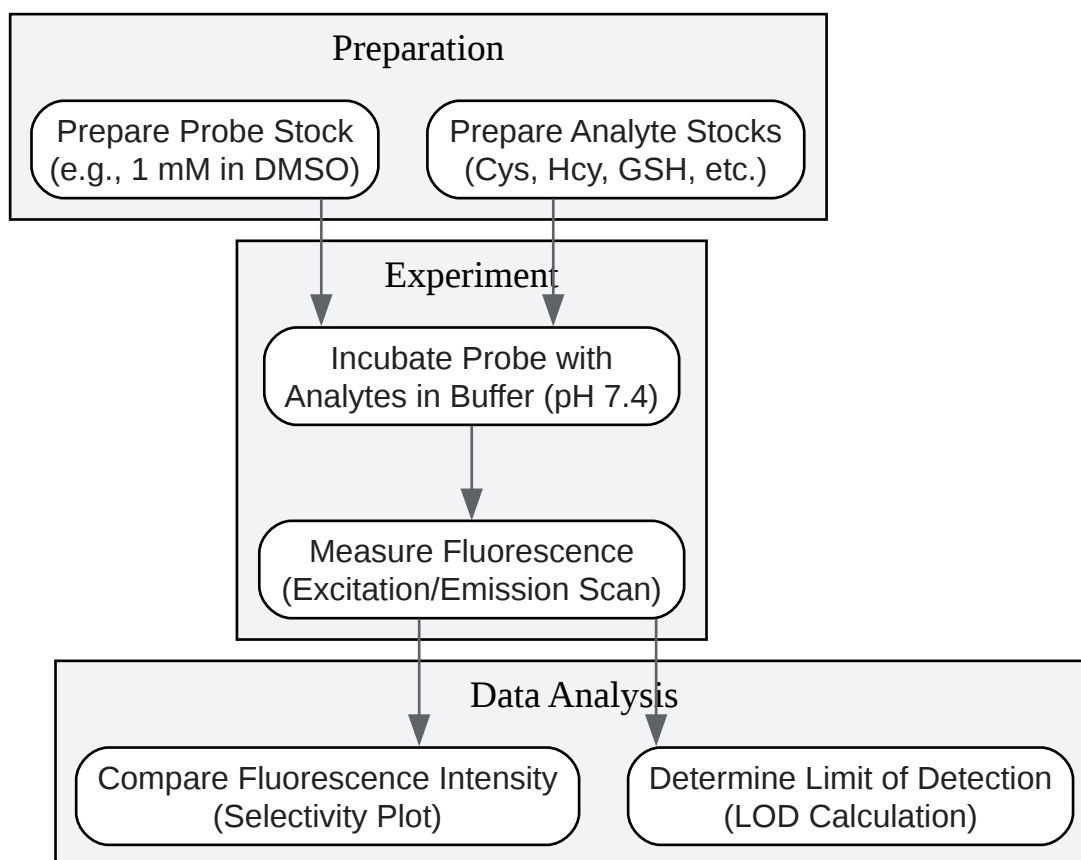 Preparation
Prepare Probe Stock
(e.g., 1 mM in DMSO)
Prepare Analyte Stocks
(Cys, Hcy, GSH, etc.)
Experiment
Incubate Probe with
Analytes in Buffer (pH 7.4)
Measure Fluorescence
(Excitation/Emission Scan)
Data Analysis
Compare Fluorescence Intensity
(Selectivity Plot)
Determine Limit of Detection
(LOD Calculation)